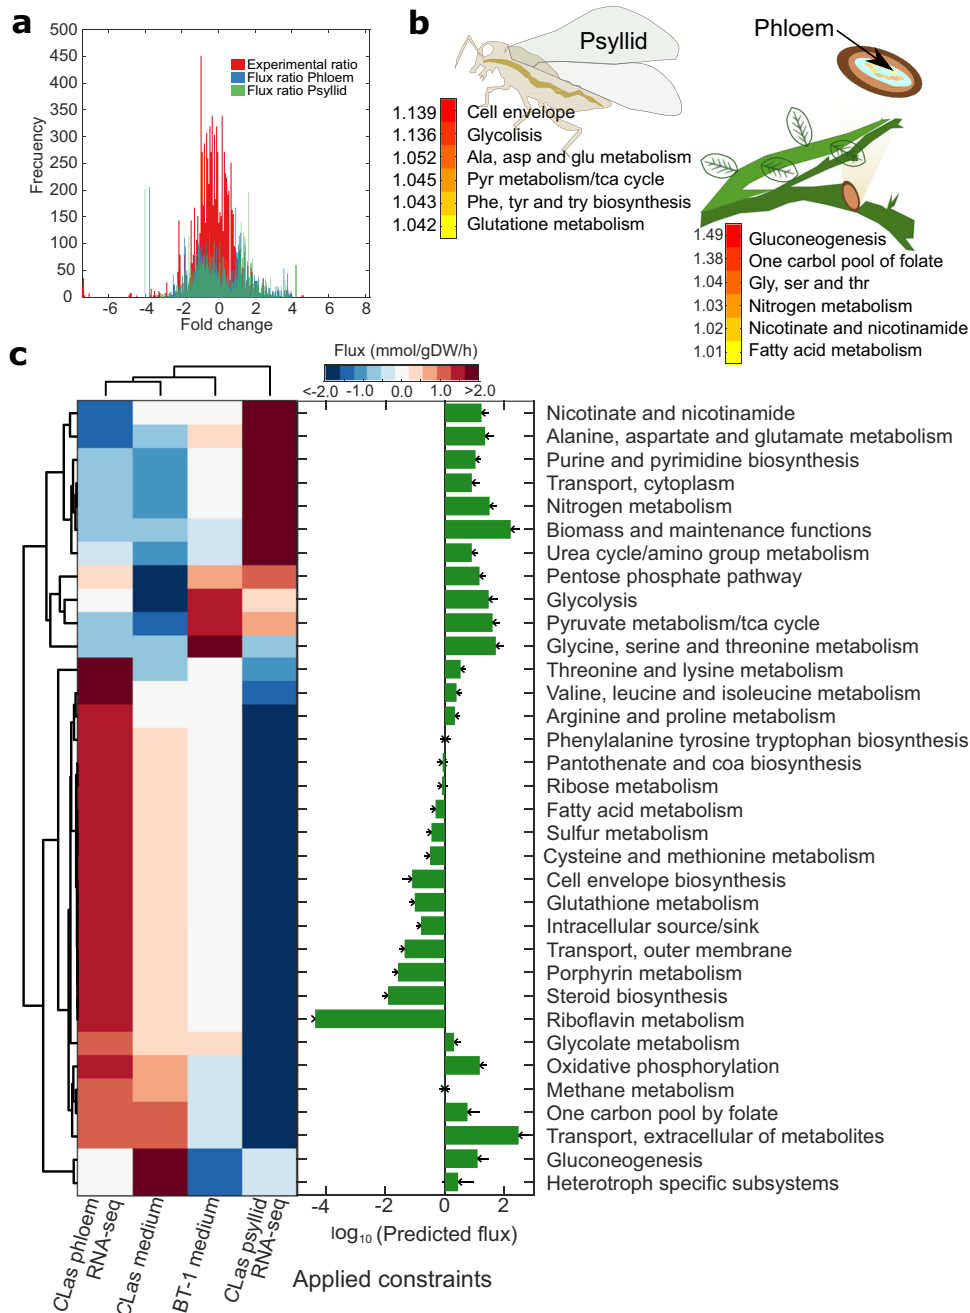 a
500
450
400
350
300
250
200
150
100
50
0
Frecuency
Experimental ratio
Flux ratio Phloem
Flux ratio Psyllid
-8 -6 -4 -2 0 2 4 6 8
Fold change
b
Psyllid
1.139 Cell envelope
1.136 Glycolisis
1.052 Ala, asp and glu metabolism
1.045 Pyr metabolism/tca cycle
1.043 Phe, tyr and try biosynthesis
1.042 Glutatione metabolism
Phloem
1.49 Gluconeogenesis
1.38 One carbol pool of folate
1.04 Gly, ser and thr
1.03 Nitrogen metabolism
1.02 Nicotinate and nicotinamide
1.01 Fatty acid metabolism
c
Flux (mmol/gDW/h)
<-2.0 -1.0 0.0 1.0 >2.0
Nicotinate and nicotinamide
Alanine, aspartate and glutamate metabolism
Purine and pyrimidine biosynthesis
Transport, cytoplasm
Nitrogen metabolism
Biomass and maintenance functions
Urea cycle/amino group metabolism
Pentose phosphate pathway
Glycolysis
Pyruvate metabolism/tca cycle
Glycine, serine and threonine metabolism
Threonine and lysine metabolism
Valine, leucine and isoleucine metabolism
Arginine and proline metabolism
Phenylalanine tyrosine tryptophan biosynthesis
Pantothenate and coa biosynthesis
Ribose metabolism
Fatty acid metabolism
Sulfur metabolism
Cysteine and methionine metabolism
Cell envelope biosynthesis
Glutathione metabolism
Intracellular source/sink
Transport, outer membrane
Porphyrin metabolism
Steroid biosynthesis
Riboflavin metabolism
Glycolate metabolism
Oxidative phosphorylation
Methane metabolism
One carbon pool by folate
Transport, extracellular of metabolites
Gluconeogenesis
Heterotroph specific subsystems
-4 -2 0 2
log10 (Predicted flux)
CLas phloem
RNA-seq
CLas medium
BT-1 medium
CLas psyllid
RNA-seq
Applied constraints